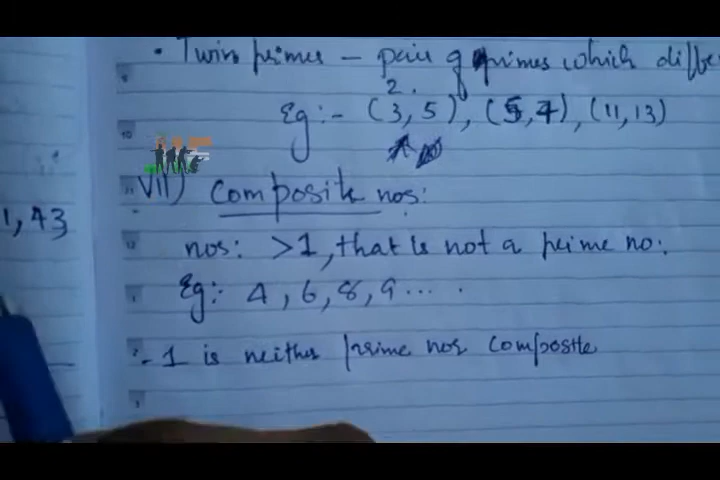 • Twin primes – pair of primes which diffe
2.
Eg:- (3, 5), (5, 7), (11, 13)
VII) Composite nos:
1, 43
nos: >1, that is not a prime no:
Eg:- 4, 6, 8, 9 ....
- 1 is neither prime nor composite